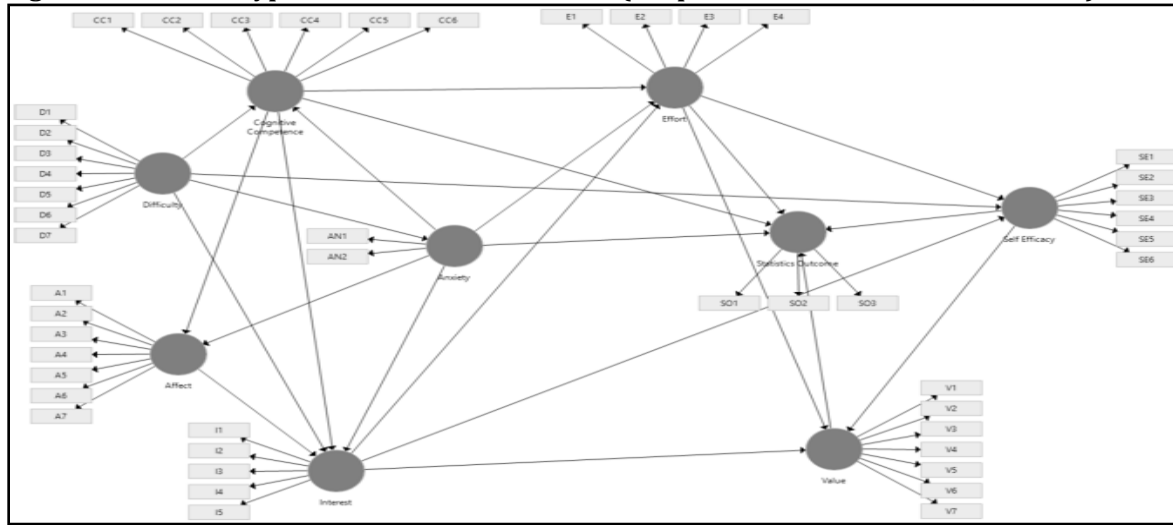 CC1 CC2 CC3 CC4 CC5 CC6
E1 E2 E3 E4
Cognitive
Competence
Effort
D1
D2
D3
D4
D5
D6
D7
Difficulty
SE1
SE2
SE3
SE4
SE5
SE6
Self Efficacy
AN1
AN2
Anxiety
Statistics Outcome
SO1 SO2 SO3
A1
A2
A3
A4
A5
A6
A7
Affect
I1
I2
I3
I4
I5
Interest
V1
V2
V3
V4
V5
V6
V7
Value